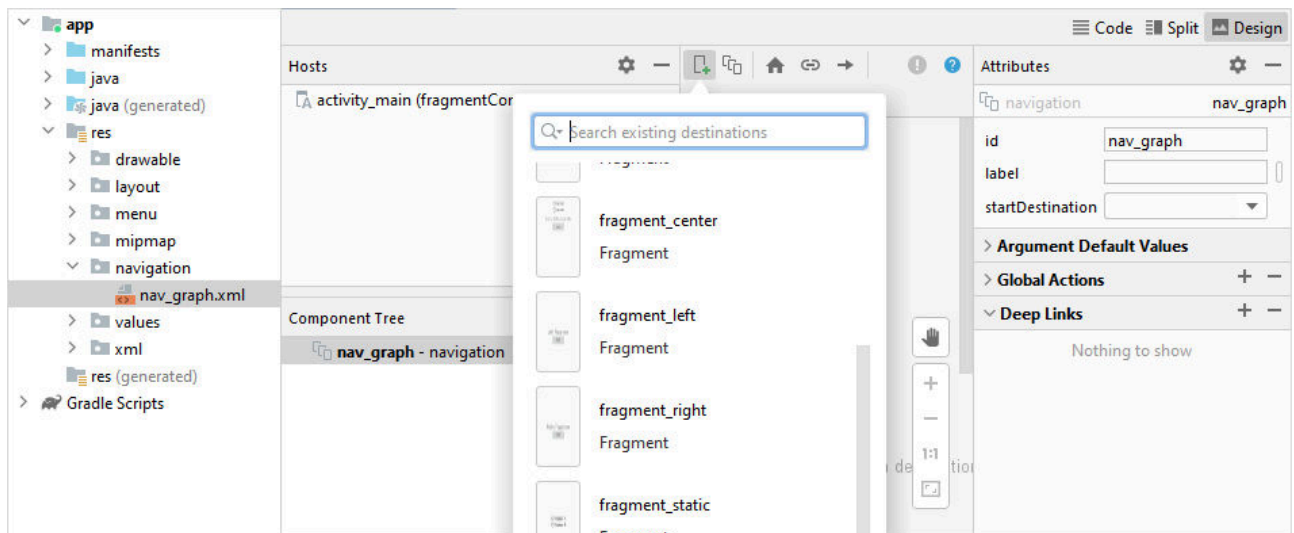 app
manifests
java
java (generated)
res
drawable
layout
menu
mipmap
navigation
nav_graph.xml
values
xml
res (generated)
Gradle Scripts
Code Split Design
Hosts
activity_main (fragmentCor
Component Tree
nav_graph - navigation
Search existing destinations
fragment_center
Fragment
fragment_left
Fragment
fragment_right
Fragment
fragment_static
1:1
Attributes
navigation nav_graph
id nav_graph
label
startDestination
Argument Default Values
Global Actions
Deep Links
Nothing to show